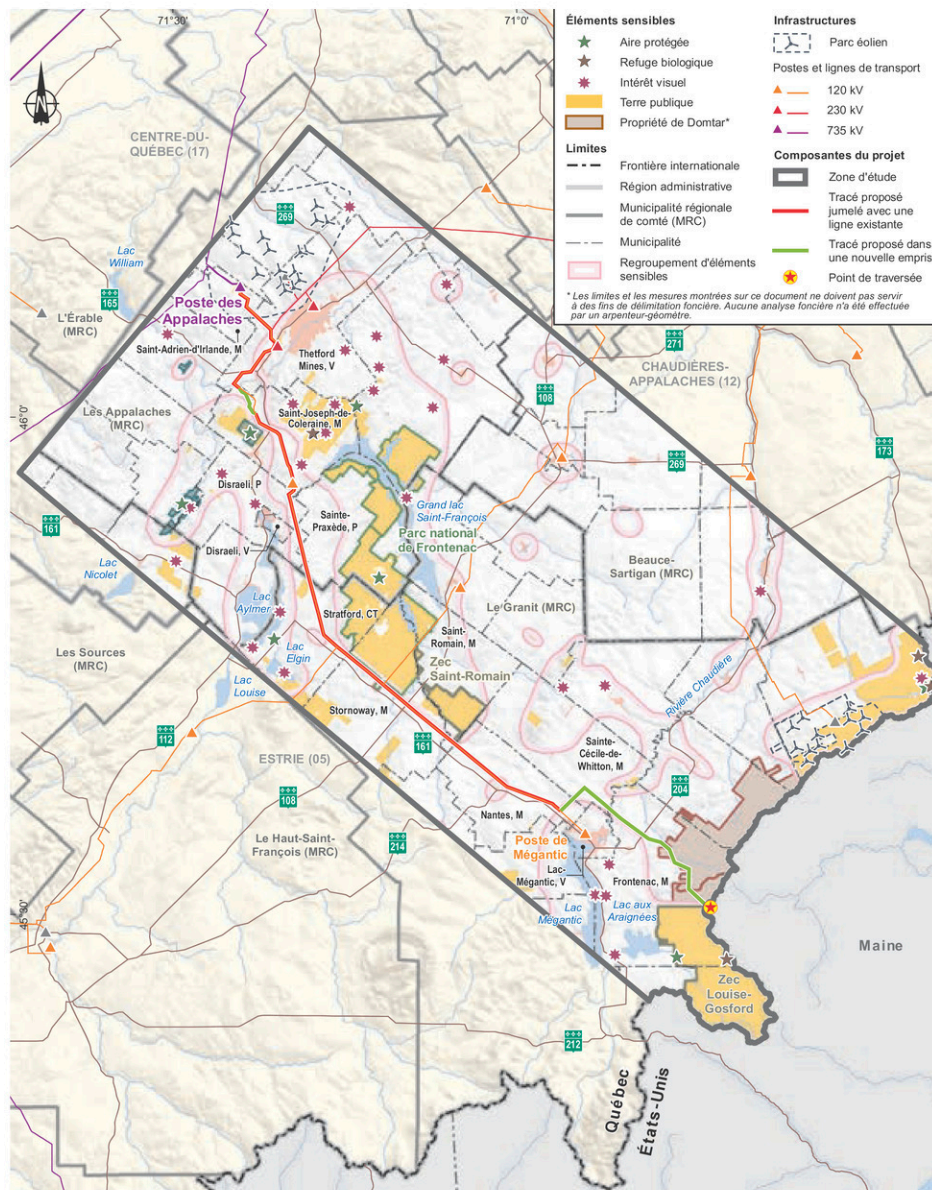 71°30'
71°0'
Éléments sensibles
Aire protégée
Refuge biologique
Intérêt visuel
Terre publique
Propriété de Domtar*
Limites
Frontière internationale
Région administrative
Municipalité régionale
de comté (MRC)
Municipalité
Regroupement d'éléments
sensibles
Infrastructures
Parc éolien
Postes et lignes de transport
120 kV
230 kV
735 kV
Composantes du projet
Zone d'étude
Tracé proposé
jumelé avec une
ligne existante
Tracé proposé dans
une nouvelle empris
Point de traversée
* Les limites et les mesures montrées sur ce document ne doivent pas servir
à des fins de délimitation foncière. Aucune analyse foncière n'a été effectuée
par un arpenteur-géomètre.
N
CENTRE-DU-
QUÉBEC (17)
269
Lac
William
165
L'Érable
(MRC)
Poste des
Appalaches
Saint-Adrien-d'Irlande, M
Thetford
Mines, V
271
CHAUDIÈRES-
APPALACHES (12)
108
Les Appalaches
(MRC)
46°0'
Saint-Joseph-de-
Coleraine, M
173
269
Disraeli, P
161
Sainte-
Praxède, P
Grand lac
Saint-François
Parc national
de Frontenac
Disraeli, V
Lac
Nicolet
Beauce-
Sartigan (MRC)
Lac
Aylmer
Stratford, CT
Le Granit (MRC)
Saint-
Romain, M
Les Sources
(MRC)
Lac
Elgin
Zec
Saint-Romain
Lac
Louise
Rivière Chaudière
Stornoway, M
112
161
Sainte-
Cécile-de-
Whitton, M
ESTRIE (05)
204
108
Nantes, M
Le Haut-Saint-
François (MRC)
214
Poste de
Mégantic
Lac-
Mégantic, V
Frontenac, M
45°30'
Lac
Mégantic
Lac aux
Araignées
Maine
Zec
Louise-
Gosford
212
Québec
États-Unis